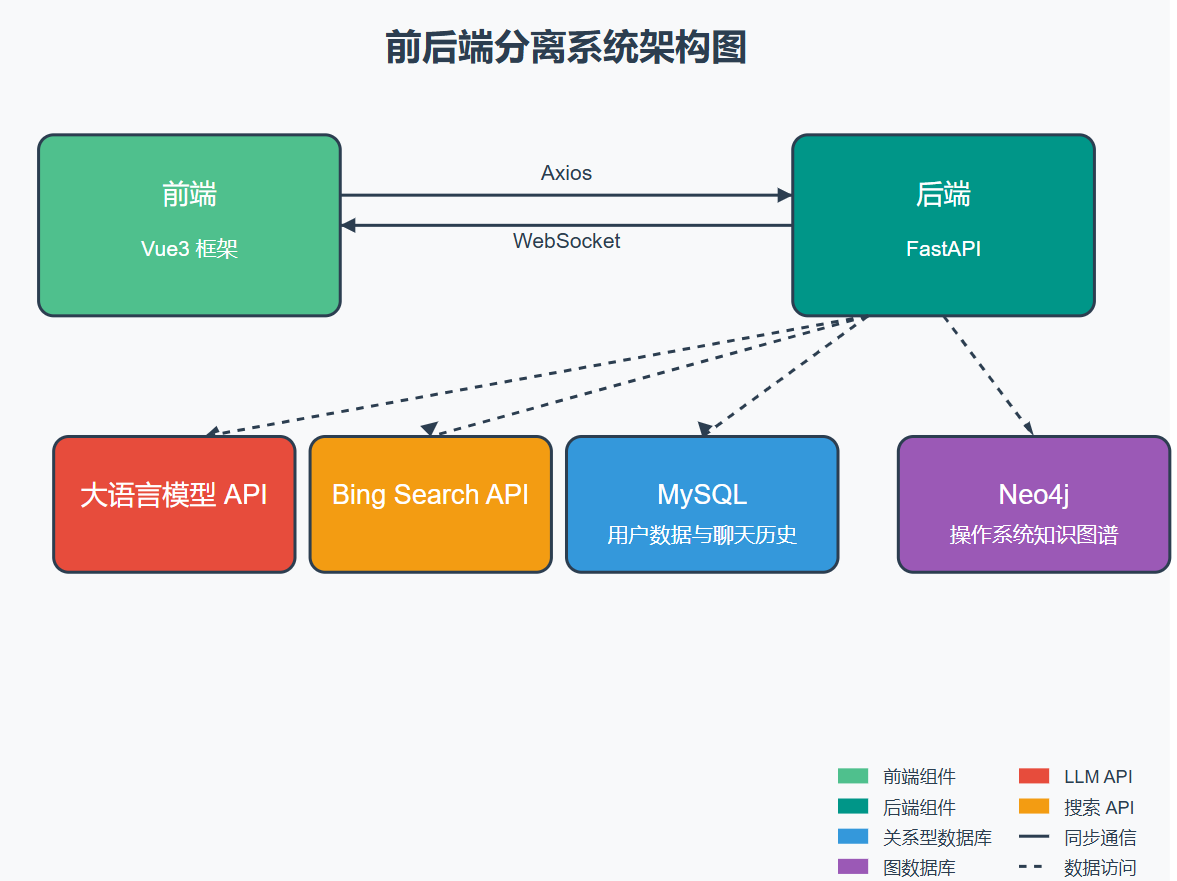 前后端分离系统架构图
前端
Vue3 框架
Axios
WebSocket
后端
FastAPI
大语言模型 API
Bing Search API
MySQL
用户数据与聊天历史
Neo4j
操作系统知识图谱
前端组件
后端组件
关系型数据库
图数据库
LLM API
搜索 API
同步通信
数据访问